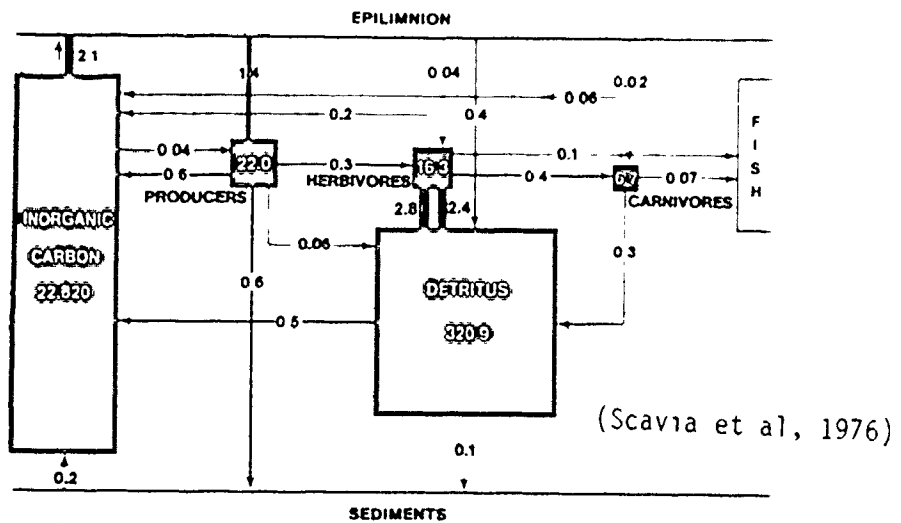 EPILIMNION
2 1
1 4
0 04
0.02
0 06
0.2
0.4
0 04
22.0
0.3
16.3
0.1
0 6
PRODUCERS
HERBIVORES
0 4
6.7
0 07
CARNIVORES
F
I
S
H
2.8
2.4
INORGANIC
CARBON
22.820
0.06
0 3
0 6
DETRITUS
320 9
0 5
(Scavia et al, 1976)
0.1
0.2
SEDIMENTS